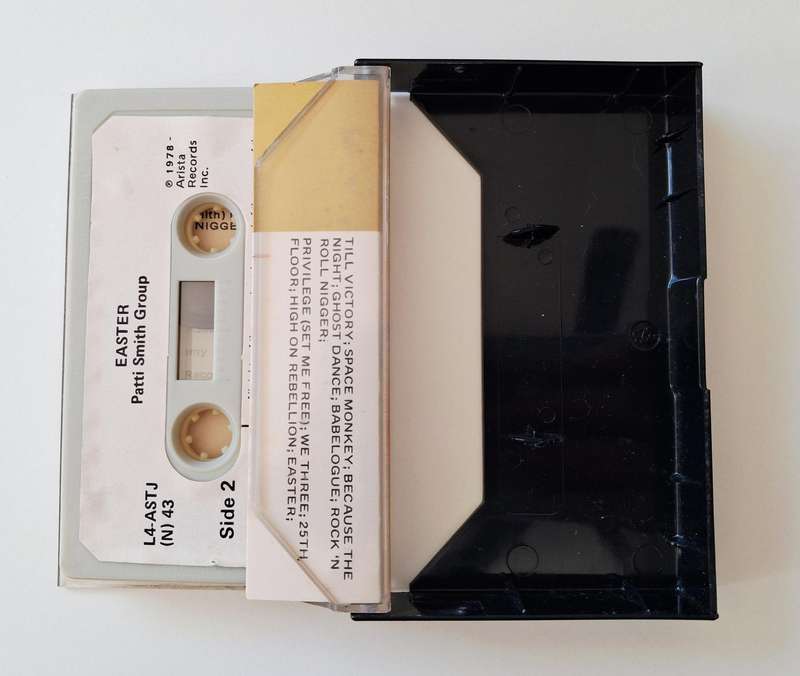 EASTER
Patti Smith Group
℗ 1978 -
Arista
Records
Inc.
L4-ASTJ
(N) 43
Side 2
TILL VICTORY; SPACE MONKEY; BECAUSE THE
NIGHT; GHOST DANCE; BABELOGUE; ROCK 'N
ROLL NIGGER;
PRIVILEGE (SET ME FREE); WE THREE; 25TH
FLOOR; HIGH ON REBELLION; EASTER;